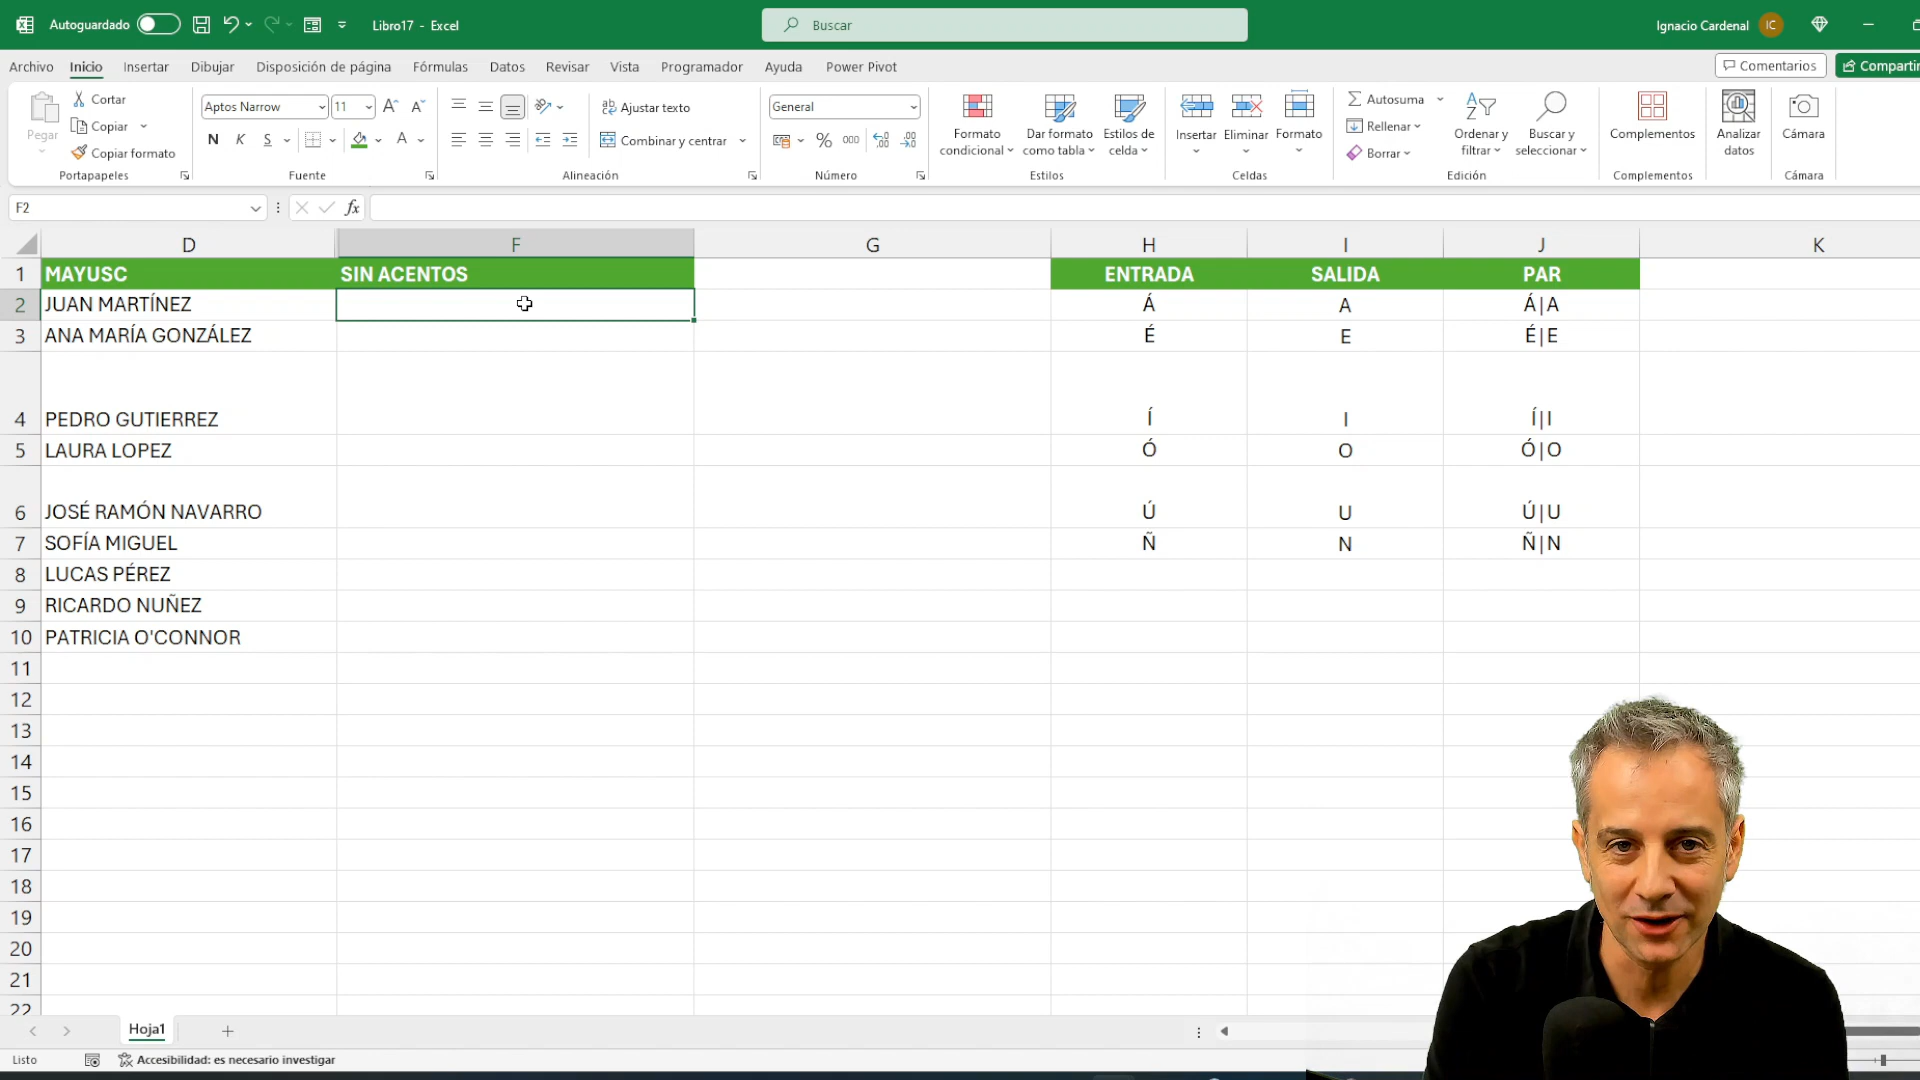 Autoguardado
Libro17 - Excel
Buscar
Ignacio Cardenal IC
Archivo Inicio Insertar Dibujar Disposición de página Fórmulas Datos Revisar Vista Programador Ayuda Power Pivot
Comentarios Compartir
Pegar
Cortar
Copiar
Copiar formato
Portapapeles
Aptos Narrow 11
N K S
Fuente
Ajustar texto
Combinar y centrar
Alineación
General
% 000
Número
Formato condicional
Dar formato como tabla
Estilos de celda
Estilos
Insertar Eliminar Formato
Celdas
Autosuma
Rellenar
Borrar
Ordenar y filtrar
Buscar y seleccionar
Edición
Complementos
Complementos
Analizar datos
Cámara
Cámara
F2 fx
D F G H I J K
1 MAYUSC SIN ACENTOS ENTRADA SALIDA PAR
2 JUAN MARTÍNEZ Á A Á|A
3 ANA MARÍA GONZÁLEZ É E É|E
4 PEDRO GUTIERREZ Í I Í|I
5 LAURA LOPEZ Ó O Ó|O
6 JOSÉ RAMÓN NAVARRO Ú U Ú|U
7 SOFÍA MIGUEL Ñ N Ñ|N
8 LUCAS PÉREZ
9 RICARDO NUÑEZ
10 PATRICIA O'CONNOR
11
12
13
14
15
16
17
18
19
20
21
22
Hoja1
Listo Accesibilidad: es necesario investigar